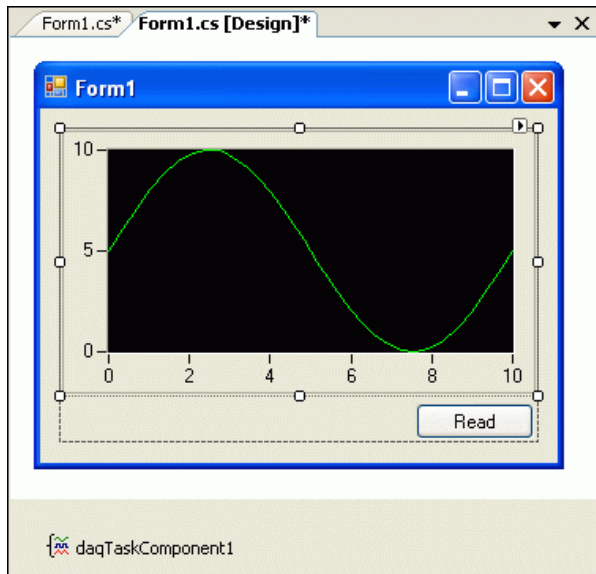 Form1.cs* Form1.cs [Design]*
Form1
10
5
0
0 2 4 6 8 10
Read
daqTaskComponent1